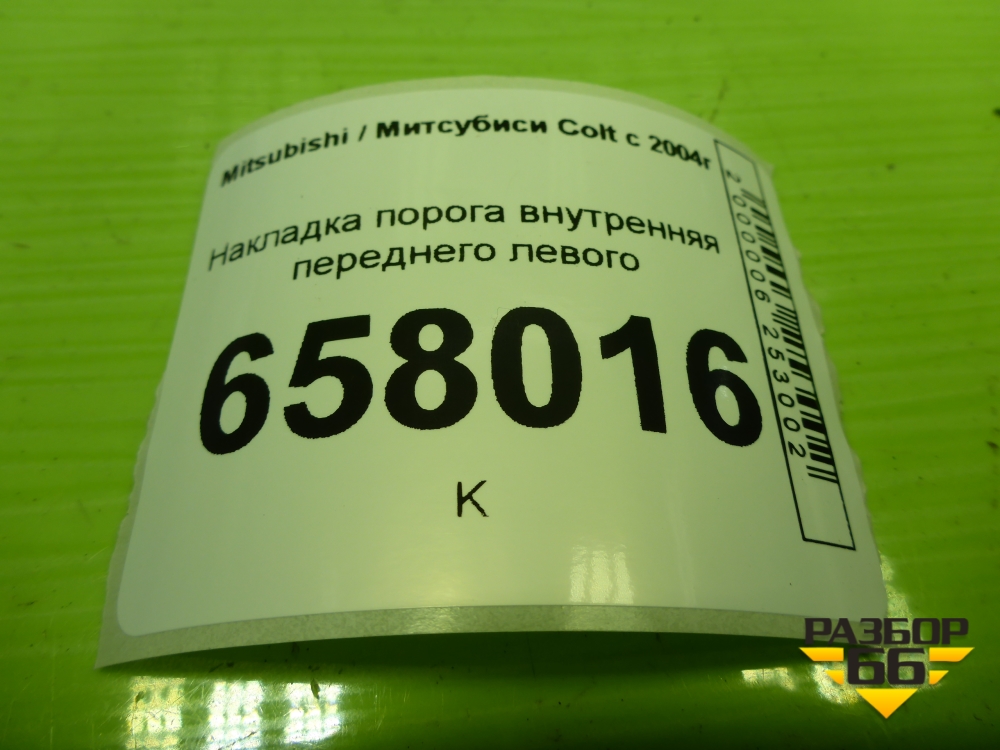 Mitsubishi / Митсубиси Colt с 2004г
Накладка порога внутренняя
переднего левого
658016
К
2000006253002
РАЗБОР
66